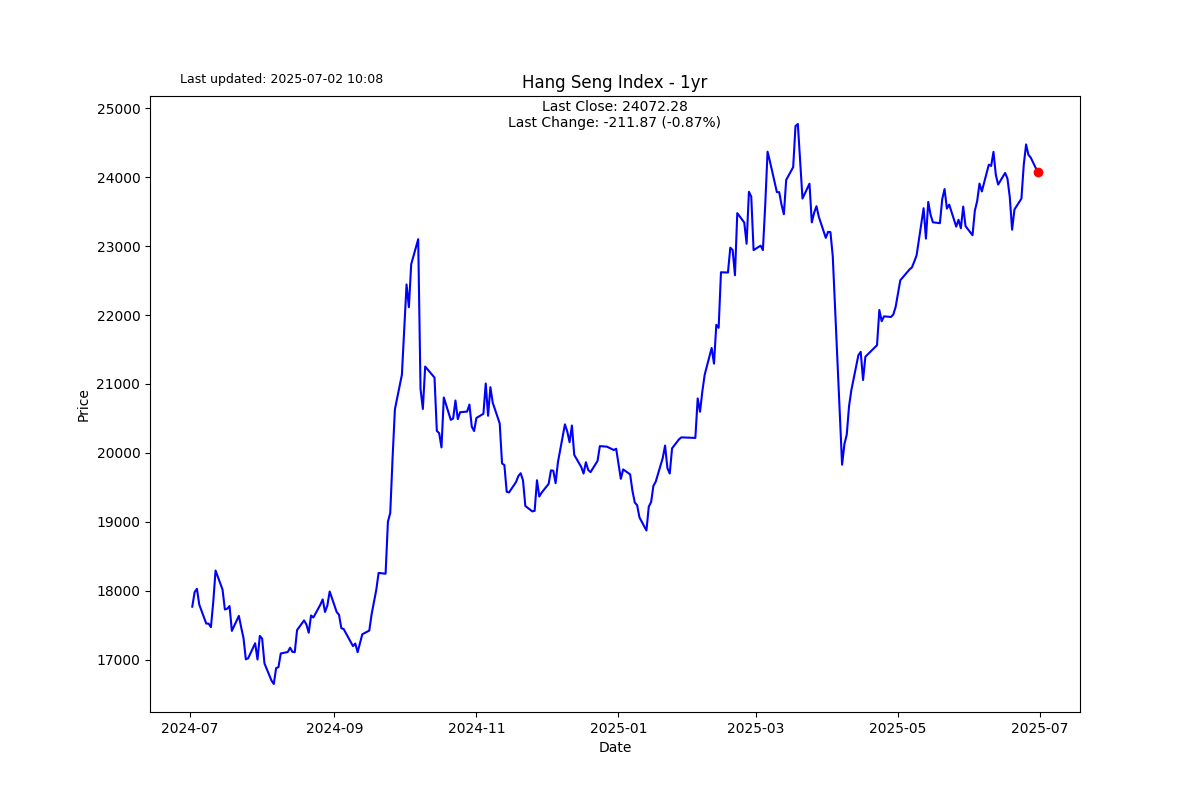 Last updated: 2025-07-02 10:08
Hang Seng Index - 1yr
Last Close: 24072.28
Last Change: -211.87 (-0.87%)
25000
24000
23000
22000
21000
20000
19000
18000
17000
Price
2024-07
2024-09
2024-11
2025-01
2025-03
2025-05
2025-07
Date